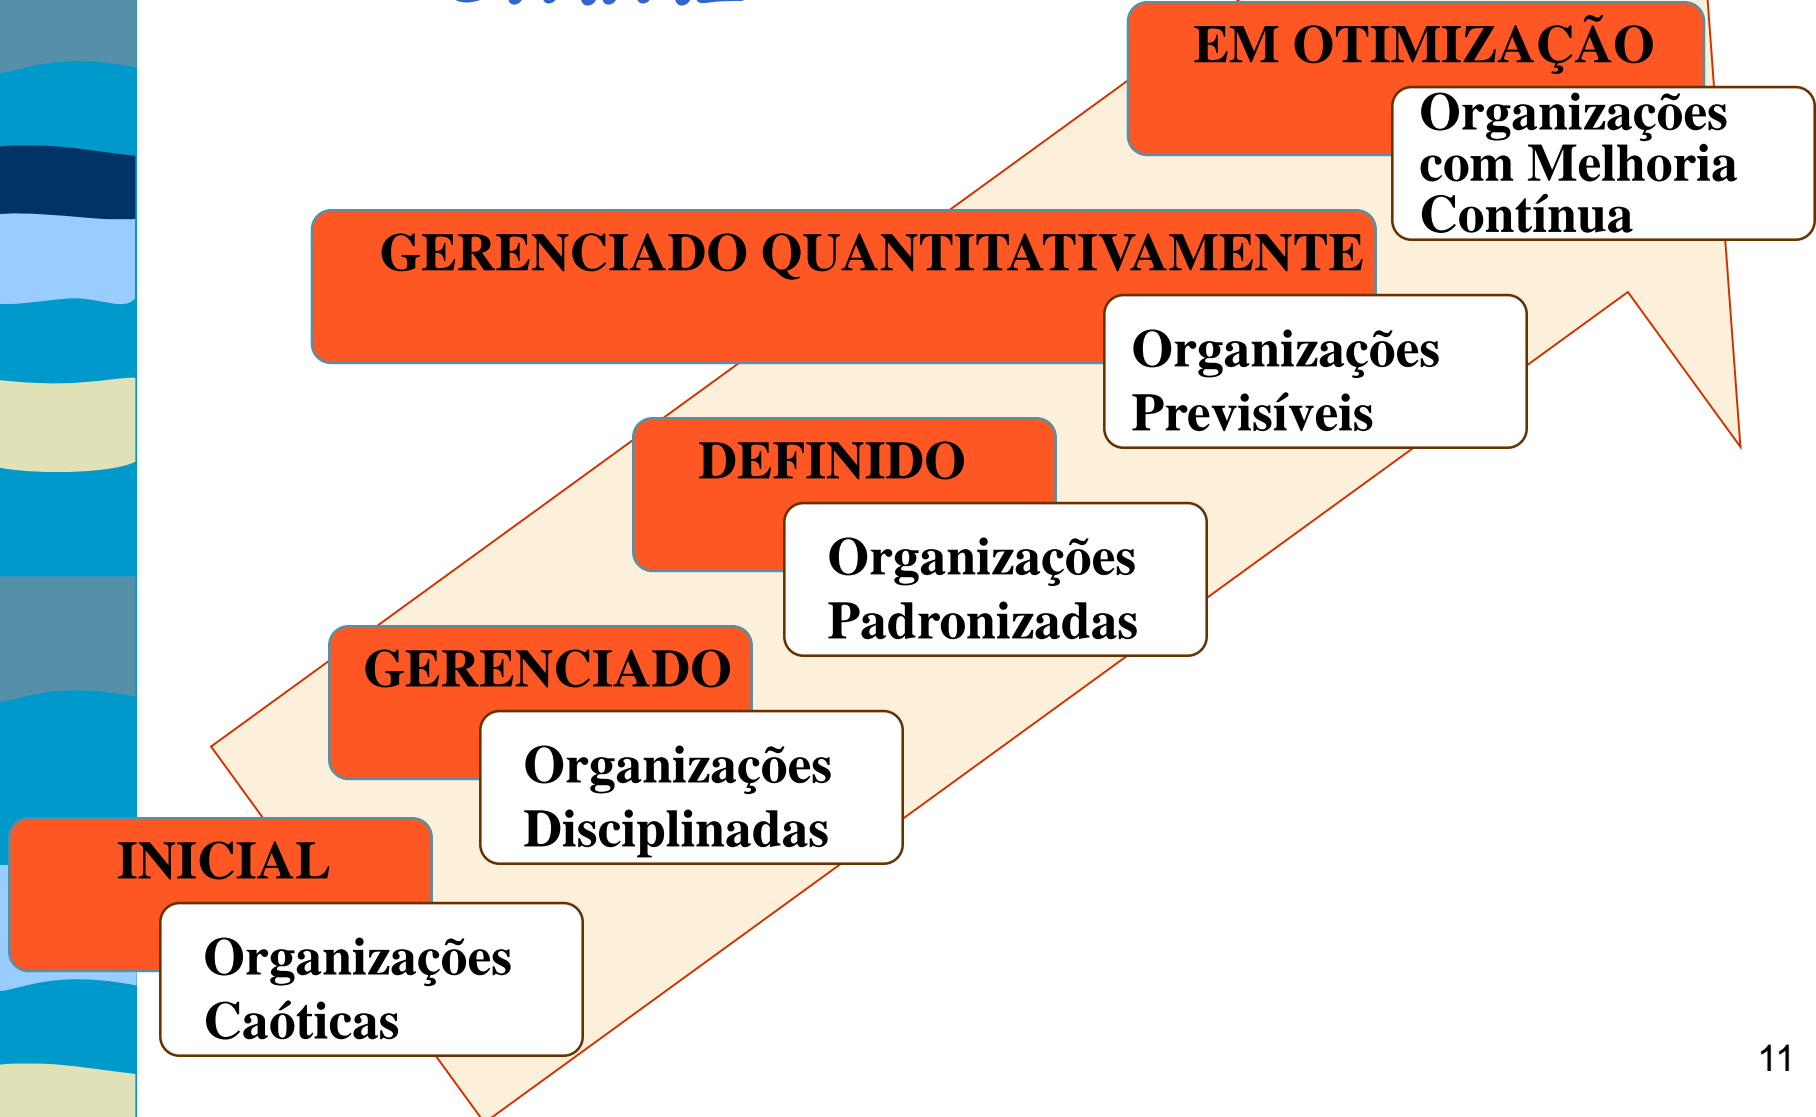 EM OTIMIZAÇÃO
Organizações
com Melhoria
Contínua
GERENCIADO QUANTITATIVAMENTE
Organizações
Previsíveis
DEFINIDO
Organizações
Padronizadas
GERENCIADO
Organizações
Disciplinadas
INICIAL
Organizações
Caóticas
11